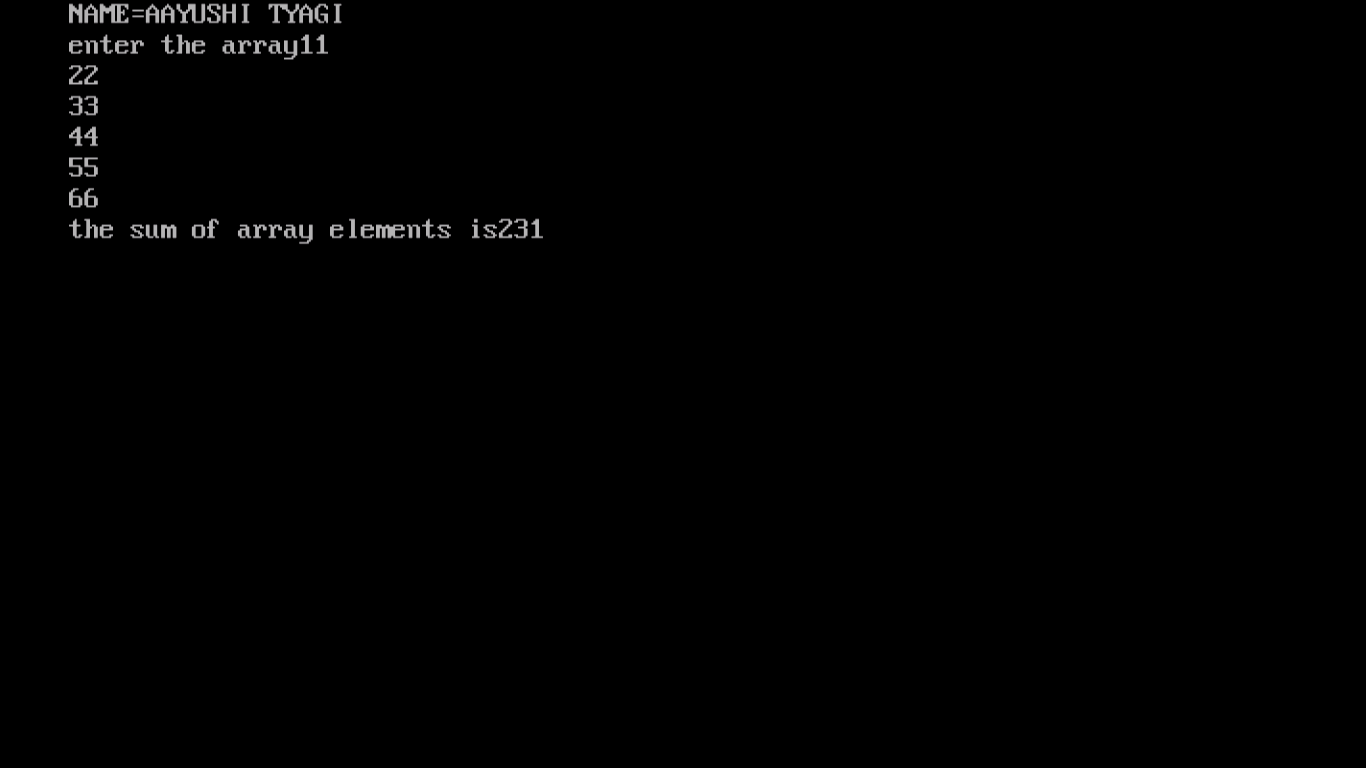 NAME=AAYUSHI TYAGI
enter the array11
22
33
44
55
66
the sum of array elements is231